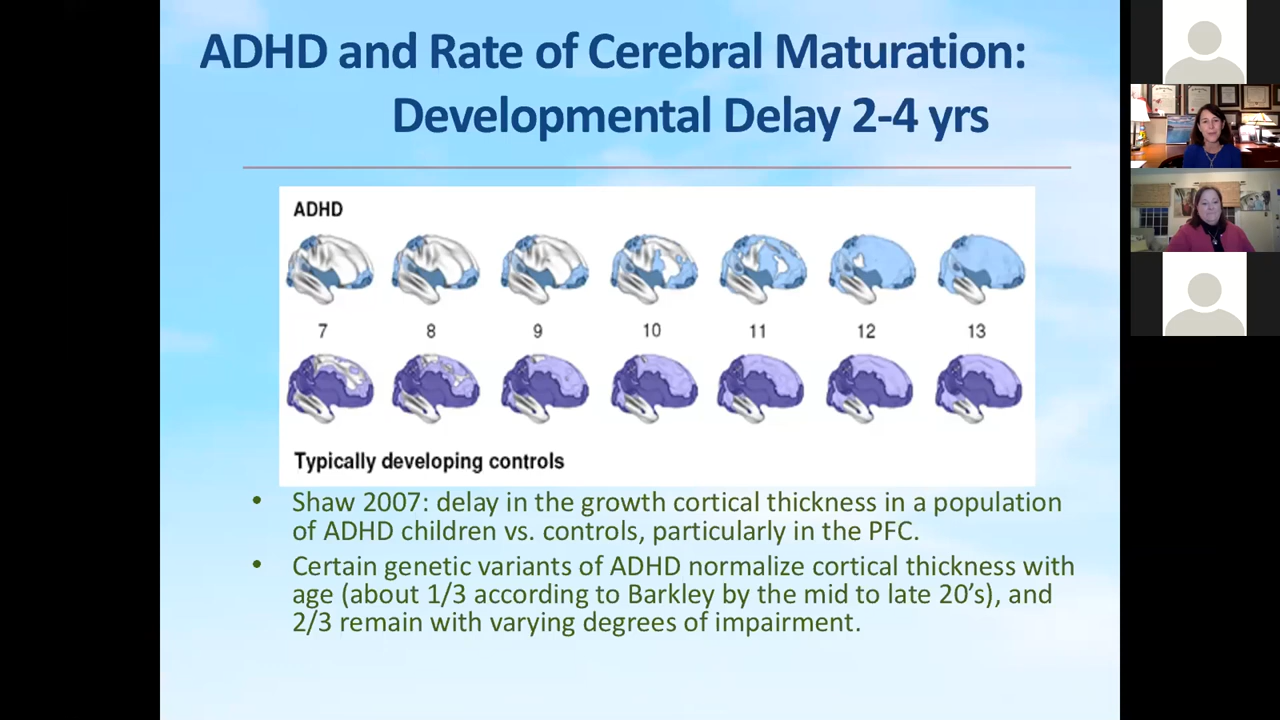 ADHD and Rate of Cerebral Maturation:
Developmental Delay 2-4 yrs
ADHD
7 8 9 10 11 12 13
Typically developing controls
• Shaw 2007: delay in the growth cortical thickness in a population
of ADHD children vs. controls, particularly in the PFC.
• Certain genetic variants of ADHD normalize cortical thickness with
age (about 1/3 according to Barkley by the mid to late 20’s), and
2/3 remain with varying degrees of impairment.